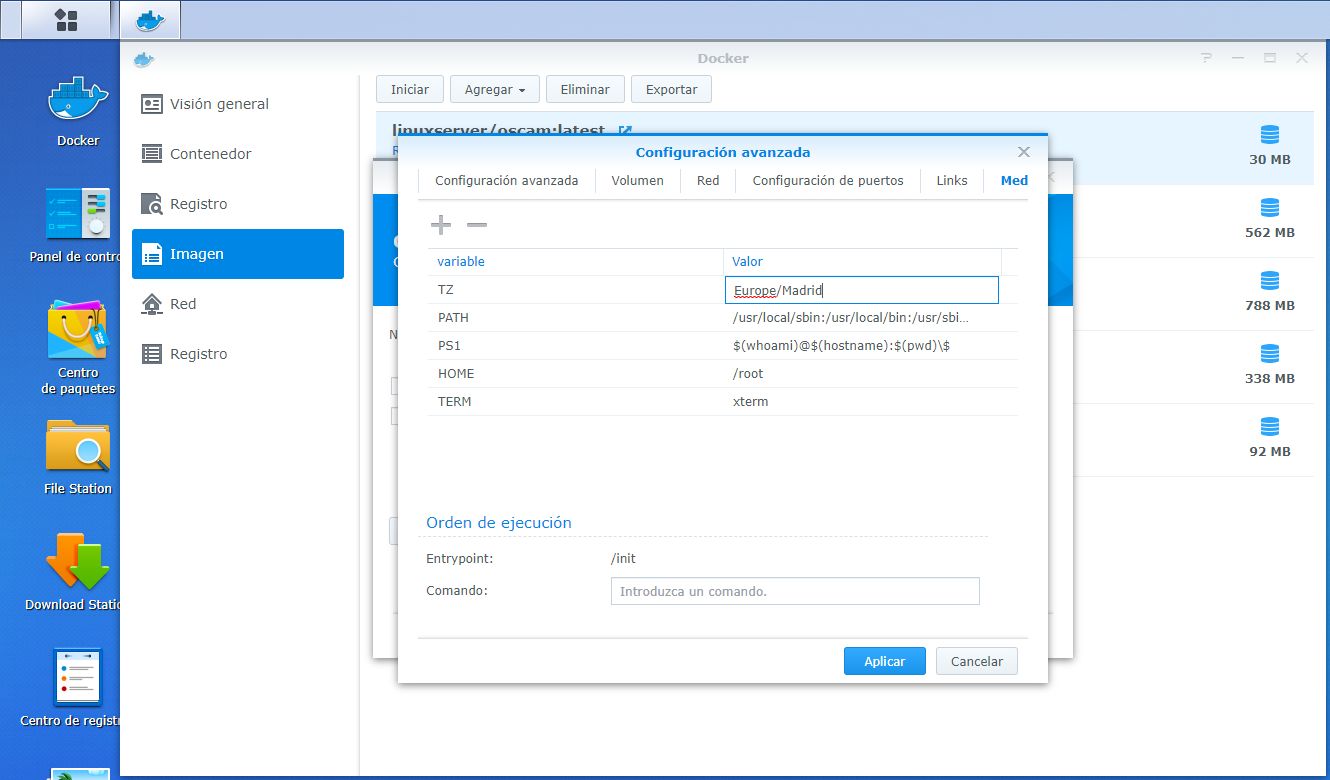 Docker
Docker
Panel de contro
Centro
de paquetes
File Station
Download Static
Centro de registr
Visión general
Contenedor
Registro
Imagen
Red
Registro
Iniciar
Agregar
Eliminar
Exportar
linuxserver/oscam:latest
30 MB
562 MB
788 MB
338 MB
92 MB
Configuración avanzada
Configuración avanzada
Volumen
Red
Configuración de puertos
Links
Med
variable Valor
TZ Europe/Madrid
PATH /usr/local/sbin:/usr/local/bin:/usr/sbi...
PS1 $(whoami)@$(hostname):$(pwd)\$
HOME /root
TERM xterm
Orden de ejecución
Entrypoint: /init
Comando: Introduzca un comando.
Aplicar
Cancelar